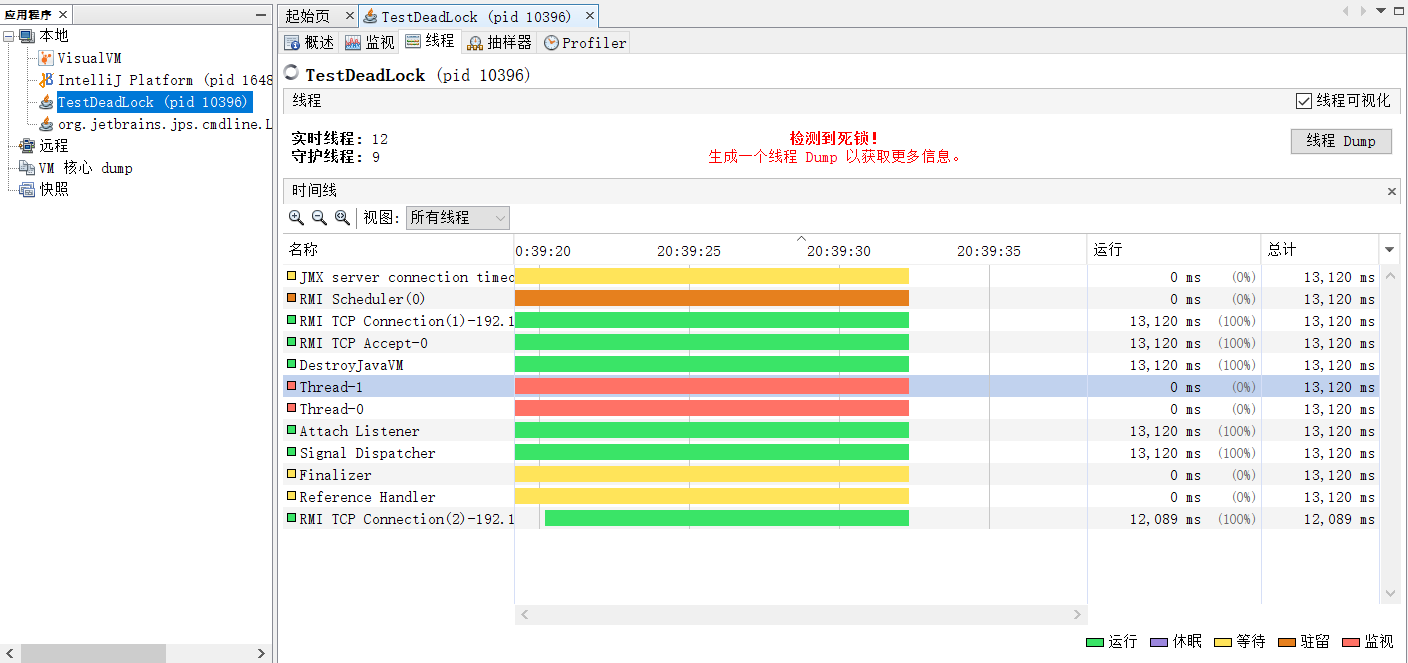 应用程序
起始页
TestDeadLock (pid 10396)
本地
VisualVM
IntelliJ Platform (pid 1648
TestDeadLock (pid 10396)
org.jetbrains.jps.cmdline.L
远程
VM 核心 dump
快照
概述 监视 线程 抽样器 Profiler
TestDeadLock (pid 10396)
线程
线程可视化
实时线程: 12
守护线程: 9
检测到死锁!
生成一个线程 Dump 以获取更多信息。
线程 Dump
时间线
视图: 所有线程
名称 0:39:20 20:39:25 20:39:30 20:39:35 运行 总计
JMX server connection timeo 0 ms (0%) 13,120 ms
RMI Scheduler(0) 0 ms (0%) 13,120 ms
RMI TCP Connection(1)-192.1 13,120 ms (100%) 13,120 ms
RMI TCP Accept-0 13,120 ms (100%) 13,120 ms
DestroyJavaVM 13,120 ms (100%) 13,120 ms
Thread-1 0 ms (0%) 13,120 ms
Thread-0 0 ms (0%) 13,120 ms
Attach Listener 13,120 ms (100%) 13,120 ms
Signal Dispatcher 13,120 ms (100%) 13,120 ms
Finalizer 0 ms (0%) 13,120 ms
Reference Handler 0 ms (0%) 13,120 ms
RMI TCP Connection(2)-192.1 12,089 ms (100%) 12,089 ms
运行 休眠 等待 驻留 监视